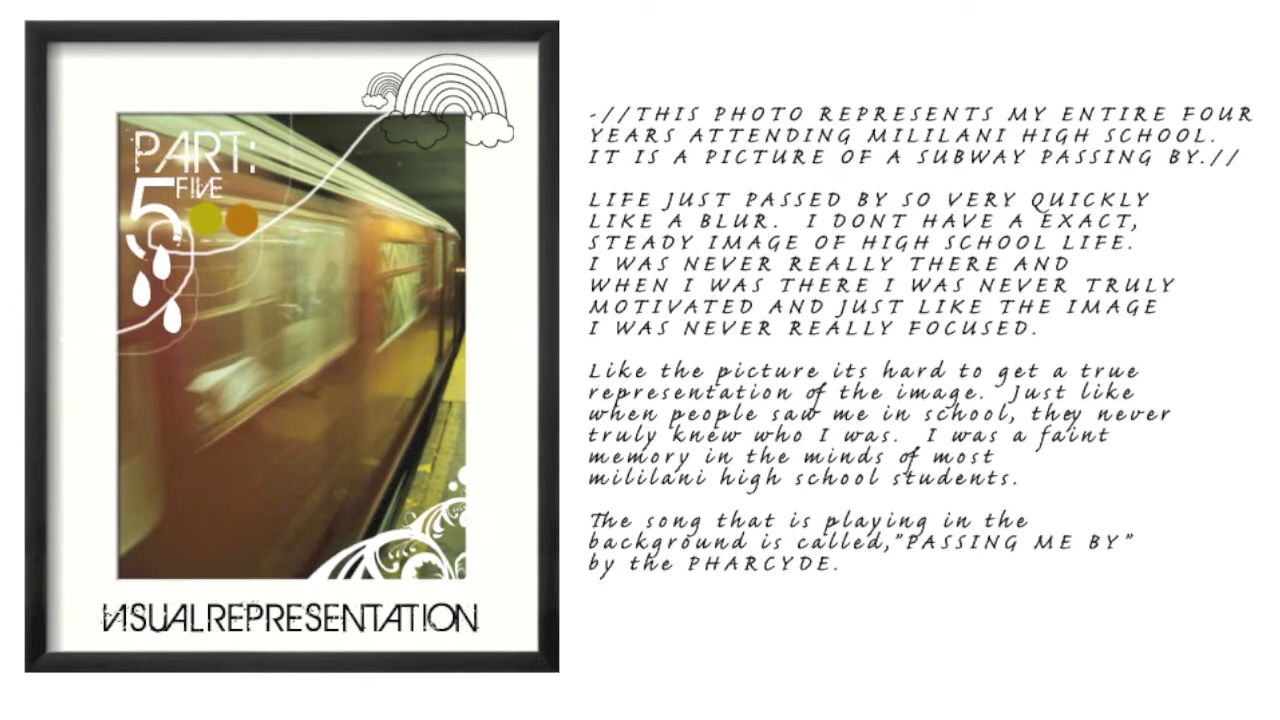 PART:
5 FIVE
VISUALREPRESENTATION
-//THIS PHOTO REPRESENTS MY ENTIRE FOUR
YEARS ATTENDING MILILANI HIGH SCHOOL.
IT IS A PICTURE OF A SUBWAY PASSING BY.//
LIFE JUST PASSED BY SO VERY QUICKLY
LIKE A BLUR.  I DONT HAVE A EXACT,
STEADY IMAGE OF HIGH SCHOOL LIFE.
I WAS NEVER REALLY THERE AND
WHEN I WAS THERE I WAS NEVER TRULY
MOTIVATED AND JUST LIKE THE IMAGE
I WAS NEVER REALLY FOCUSED.
Like the picture its hard to get a true
representation of the image.  Just like
when people saw me in school, they never
truly knew who I was.  I was a faint
memory in the minds of most
mililani high school students.
The song that is playing in the
background is called,"PASSING ME BY"
by the PHARCYDE.